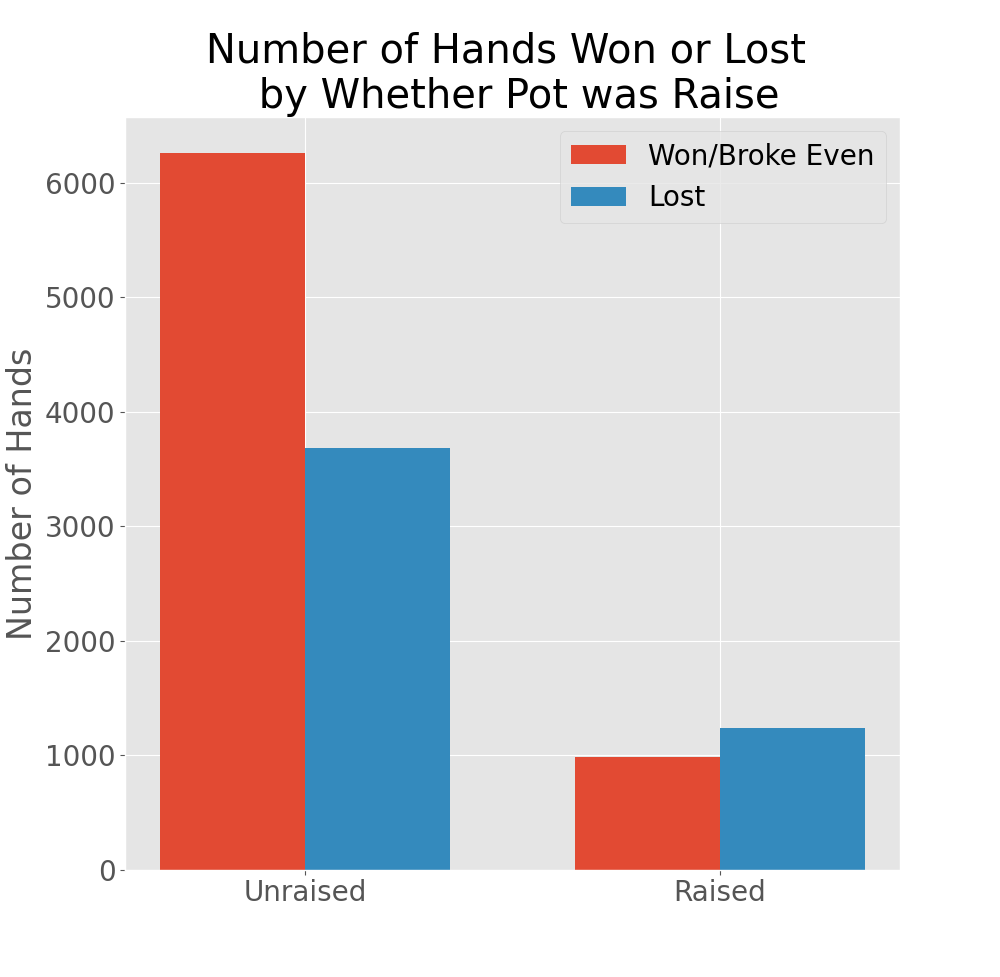 Number of Hands Won or Lost
by Whether Pot was Raise
Won/Broke Even
Lost
Number of Hands
6000
5000
4000
3000
2000
1000
0
Unraised
Raised